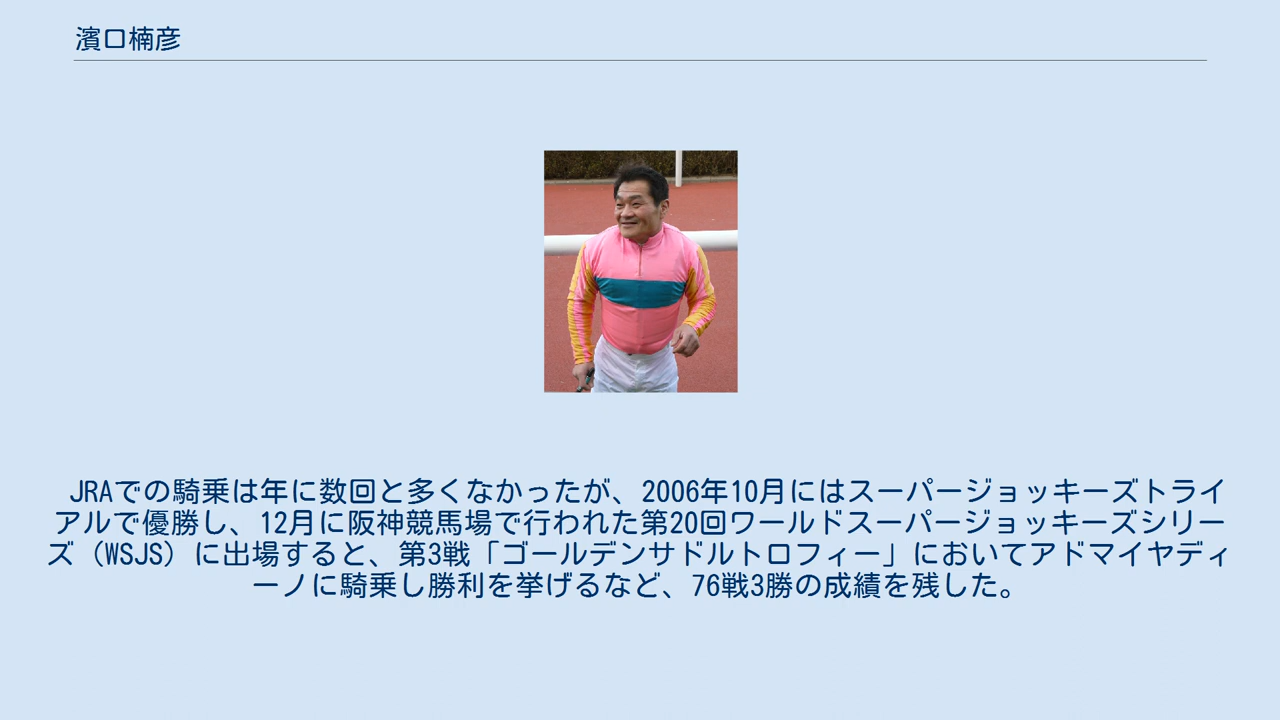 濱口楠彦
JRAでの騎乗は年に数回と多くなかったが、2006年10月にはスーパージョッキーズトライ
アルで優勝し、12月に阪神競馬場で行われた第20回ワールドスーパージョッキーズシリー
ズ（WSJS）に出場すると、第3戦「ゴールデンサドルトロフィー」においてアドマイヤディ
ーノに騎乗し勝利を挙げるなど、76戦3勝の成績を残した。